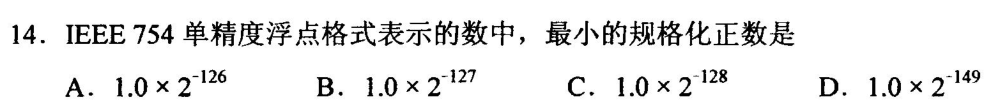 14. IEEE 754 单精度浮点格式表示的数中，最小的规格化正数是
A. 1.0 × 2⁻¹²⁶ B. 1.0 × 2⁻¹²⁷ C. 1.0 × 2⁻¹²⁸ D. 1.0 × 2⁻¹⁴⁹